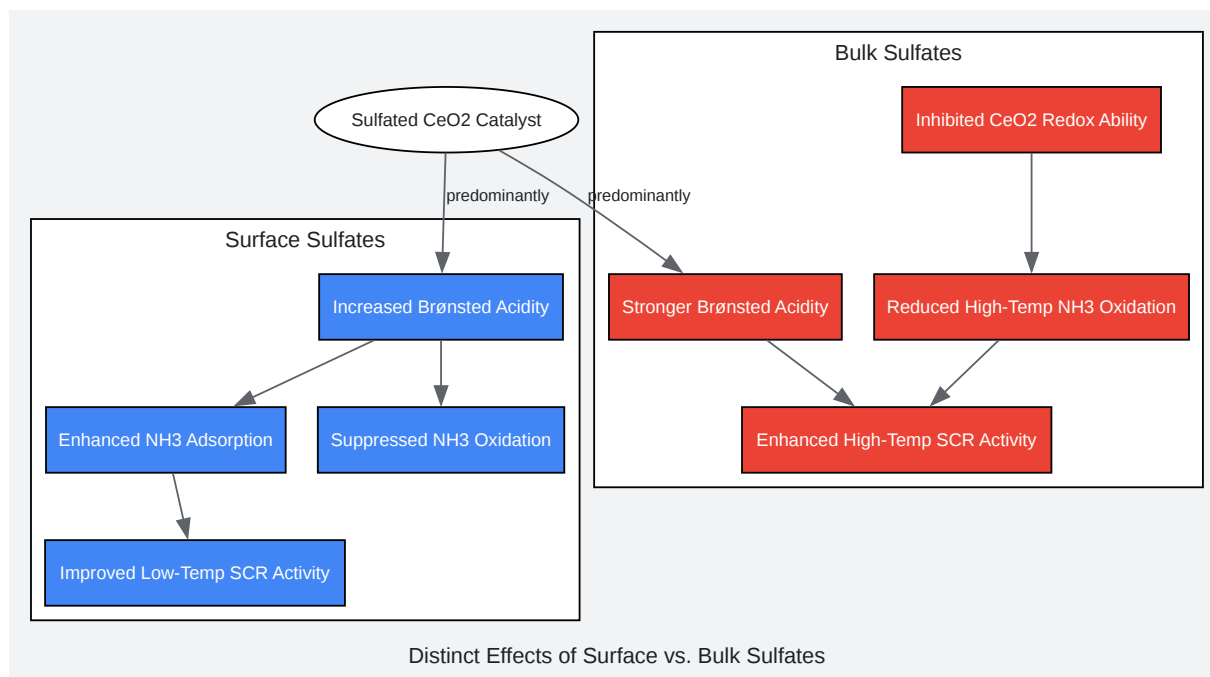 Bulk Sulfates
Sulfated CeO2 Catalyst
Inhibited CeO2 Redox Ability
predominantly
predominantly
Surface Sulfates
Increased Brønsted Acidity
Stronger Brønsted Acidity
Reduced High-Temp NH3 Oxidation
Enhanced NH3 Adsorption
Suppressed NH3 Oxidation
Enhanced High-Temp SCR Activity
Improved Low-Temp SCR Activity
Distinct Effects of Surface vs. Bulk Sulfates